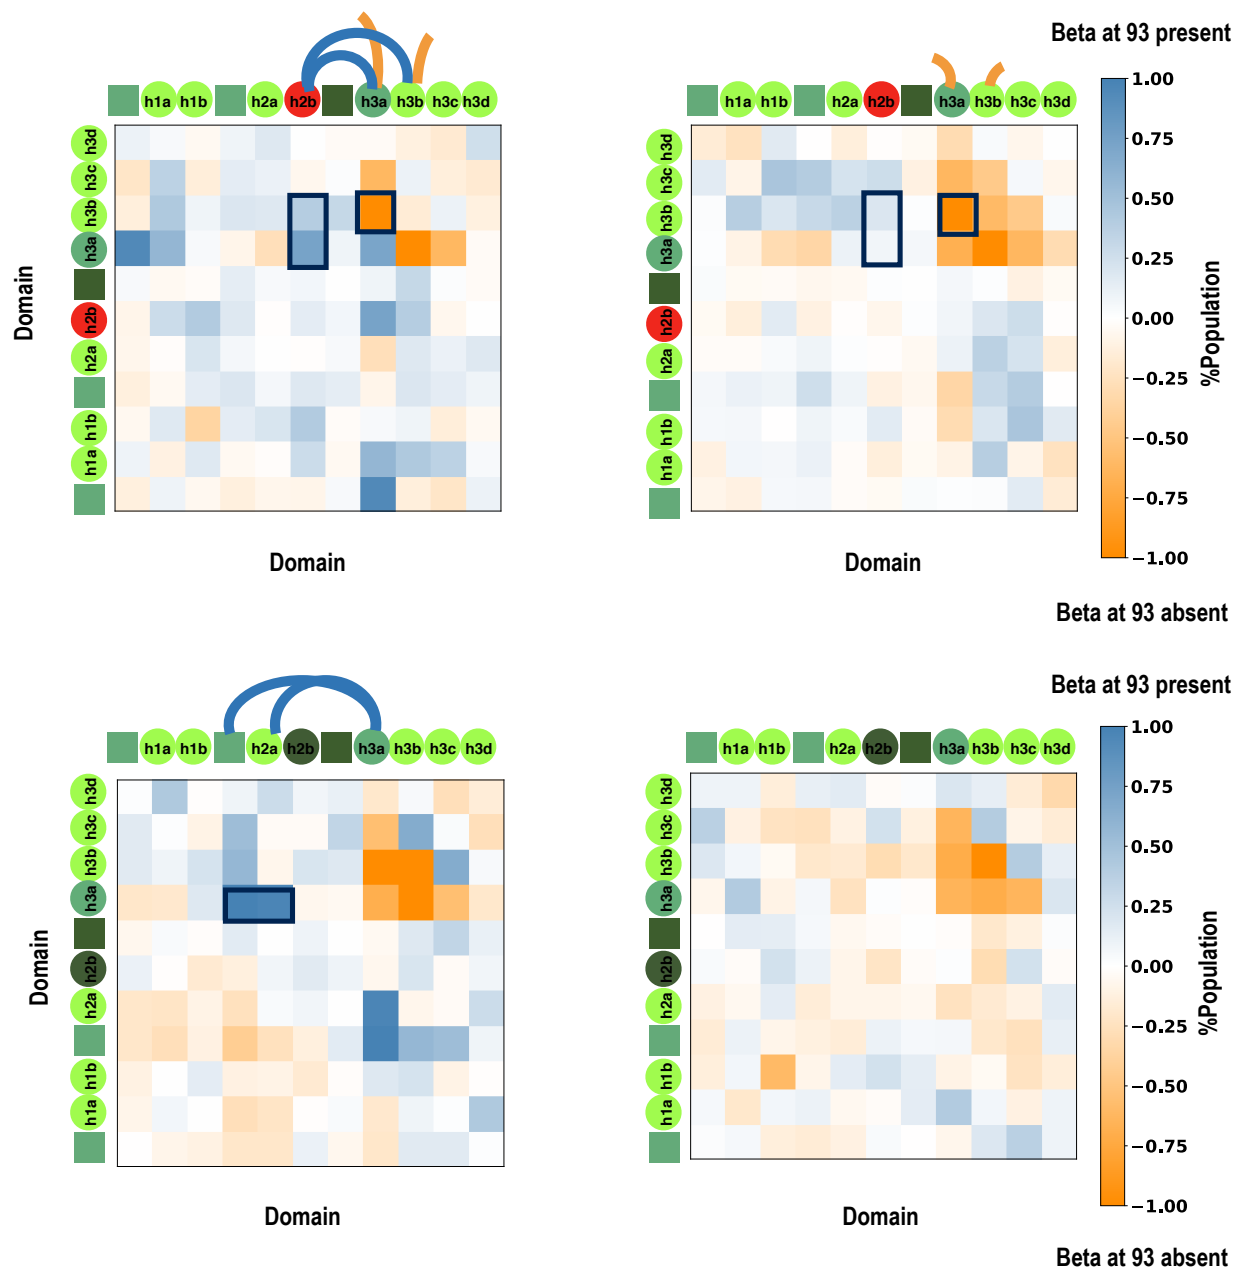 Beta at 93 present
h1a h1b h2a h2b h3a h3b h3c h3d
h1a h1b h2a h2b h3a h3b h3c h3d
h3d
h3c
h3b
h3a
h2b
h2a
h1b
h1a
Domain
Domain
h3d
h3c
h3b
h3a
h2b
h2a
h1b
h1a
1.00
0.75
0.50
0.25
0.00
−0.25
−0.50
−0.75
−1.00
%Population
Domain
Beta at 93 absent
Beta at 93 present
h1a h1b h2a h2b h3a h3b h3c h3d
h1a h1b h2a h2b h3a h3b h3c h3d
h3d
h3c
h3b
h3a
h2b
h2a
h1b
h1a
Domain
Domain
h3d
h3c
h3b
h3a
h2b
h2a
h1b
h1a
1.00
0.75
0.50
0.25
0.00
−0.25
−0.50
−0.75
−1.00
%Population
Domain
Beta at 93 absent